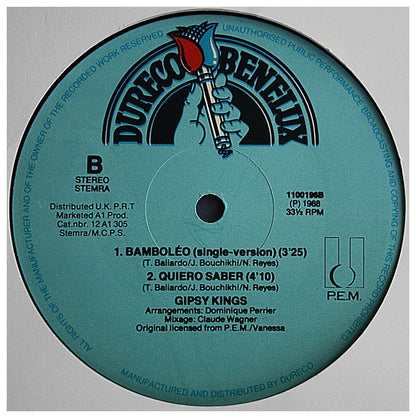 ALL RIGHTS OF THE MANUFACTURER AND OF THE OWNER OF THE RECORDED WORK RESERVED
UNAUTHORISED PUBLIC PERFORMANCE BROADCASTING AND COPYING OF THIS RECORD PROHIBITED
DURECO BENELUX
B
STEREO
STEMRA
1100196B
(P) 1988
33⅓ RPM
Distributed U.K. P.R.T
Marketed A1 Prod.
Cat.nbr. 12 A1 305
Stemra/M.C.P.S.
1. BAMBOLÉO (single-version) (3'25)
(T. Baliardo/J. Bouchikhi/N. Reyes)
2. QUIERO SABER (4'10)
(T. Baliardo/J. Bouchikhi/N. Reyes)
GIPSY KINGS
Arrangements: Dominique Perrier
Mixage: Claude Wagner
Original licensed from P.E.M./Vanessa
P.E.M.
MANUFACTURED AND DISTRIBUTED BY DURECO